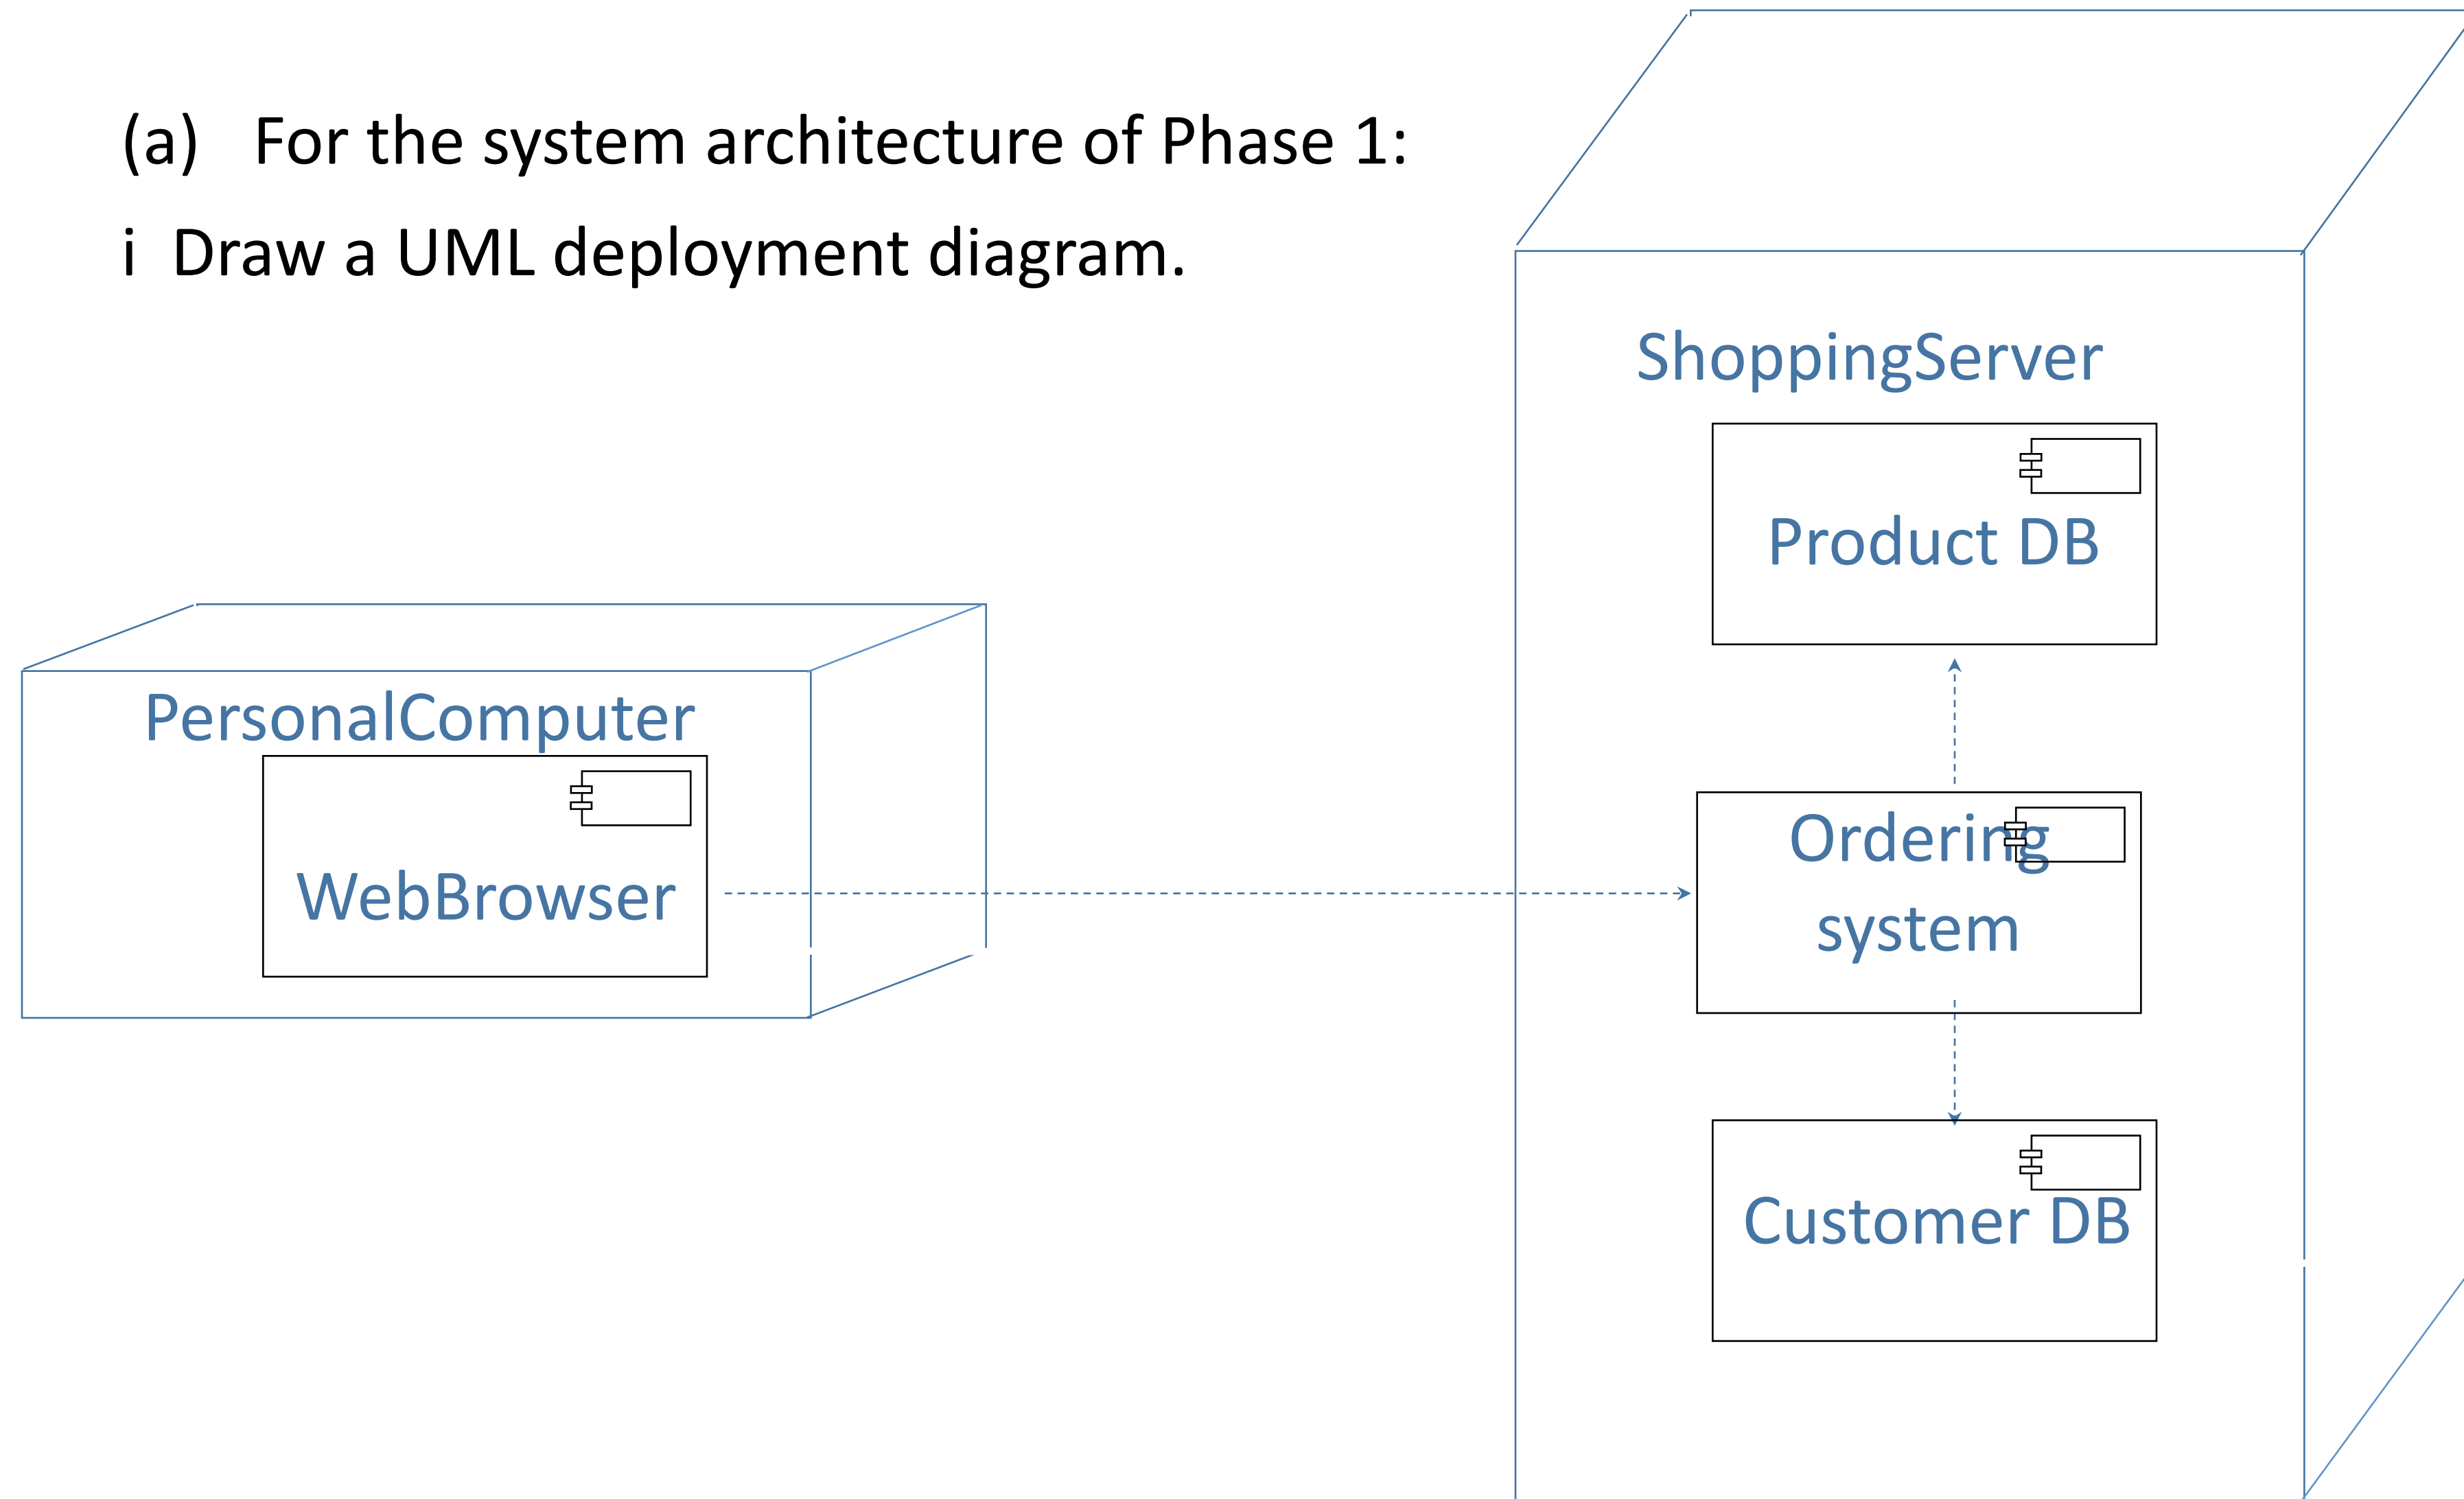 (a) For the system architecture of Phase 1:
i Draw a UML deployment diagram.
ShoppingServer
Product DB
PersonalComputer
WebBrowser
Ordering
system
Customer DB